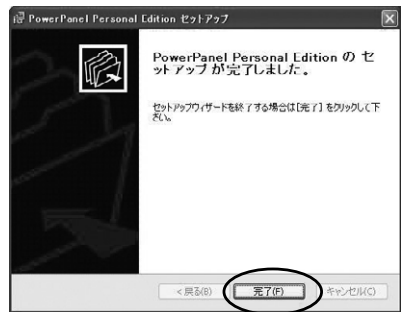 PowerPanel Personal Edition セットアップ
PowerPanel Personal Edition の セ
ットアップ が完了しました。
セットアップウィザードを終了する場合は[完了] をクリックして下
さい。
< 戻る(B)
完了(F)
キャンセル(C)